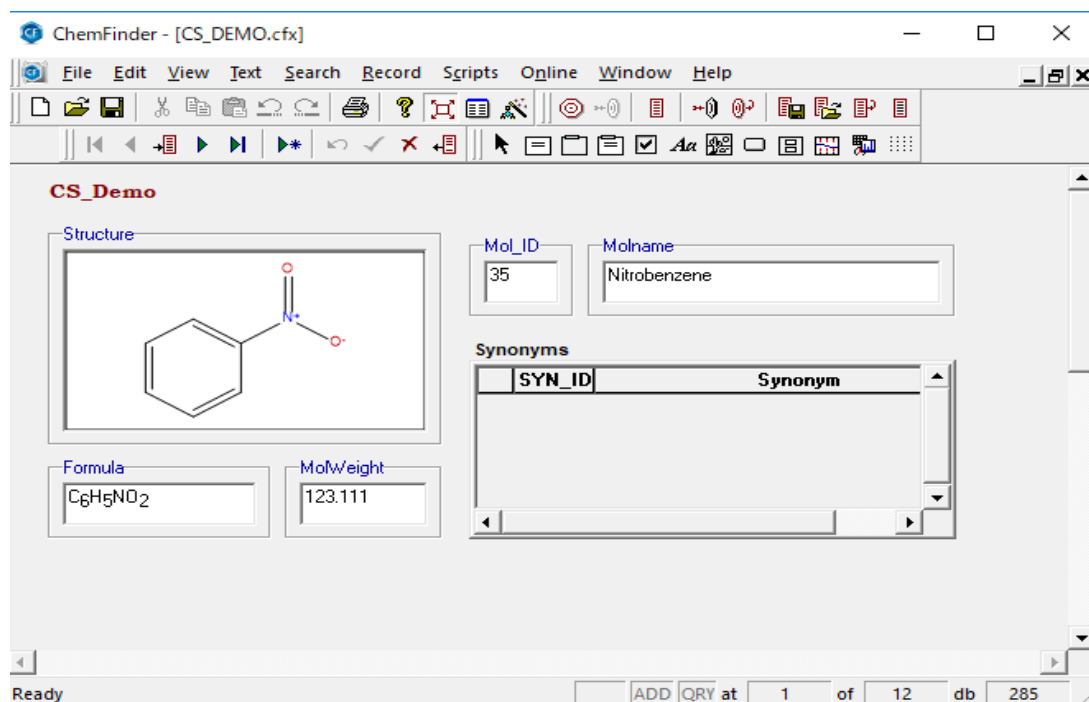 ChemFinder - [CS_DEMO.cfx]
File Edit View Text Search Record Scripts Online Window Help
CS_Demo
Structure
O
N+
O-
Mol_ID
35
Molname
Nitrobenzene
Synonyms
SYN_ID Synonym
Formula
C6H5NO2
MolWeight
123.111
Ready ADD QRY at 1 of 12 db 285